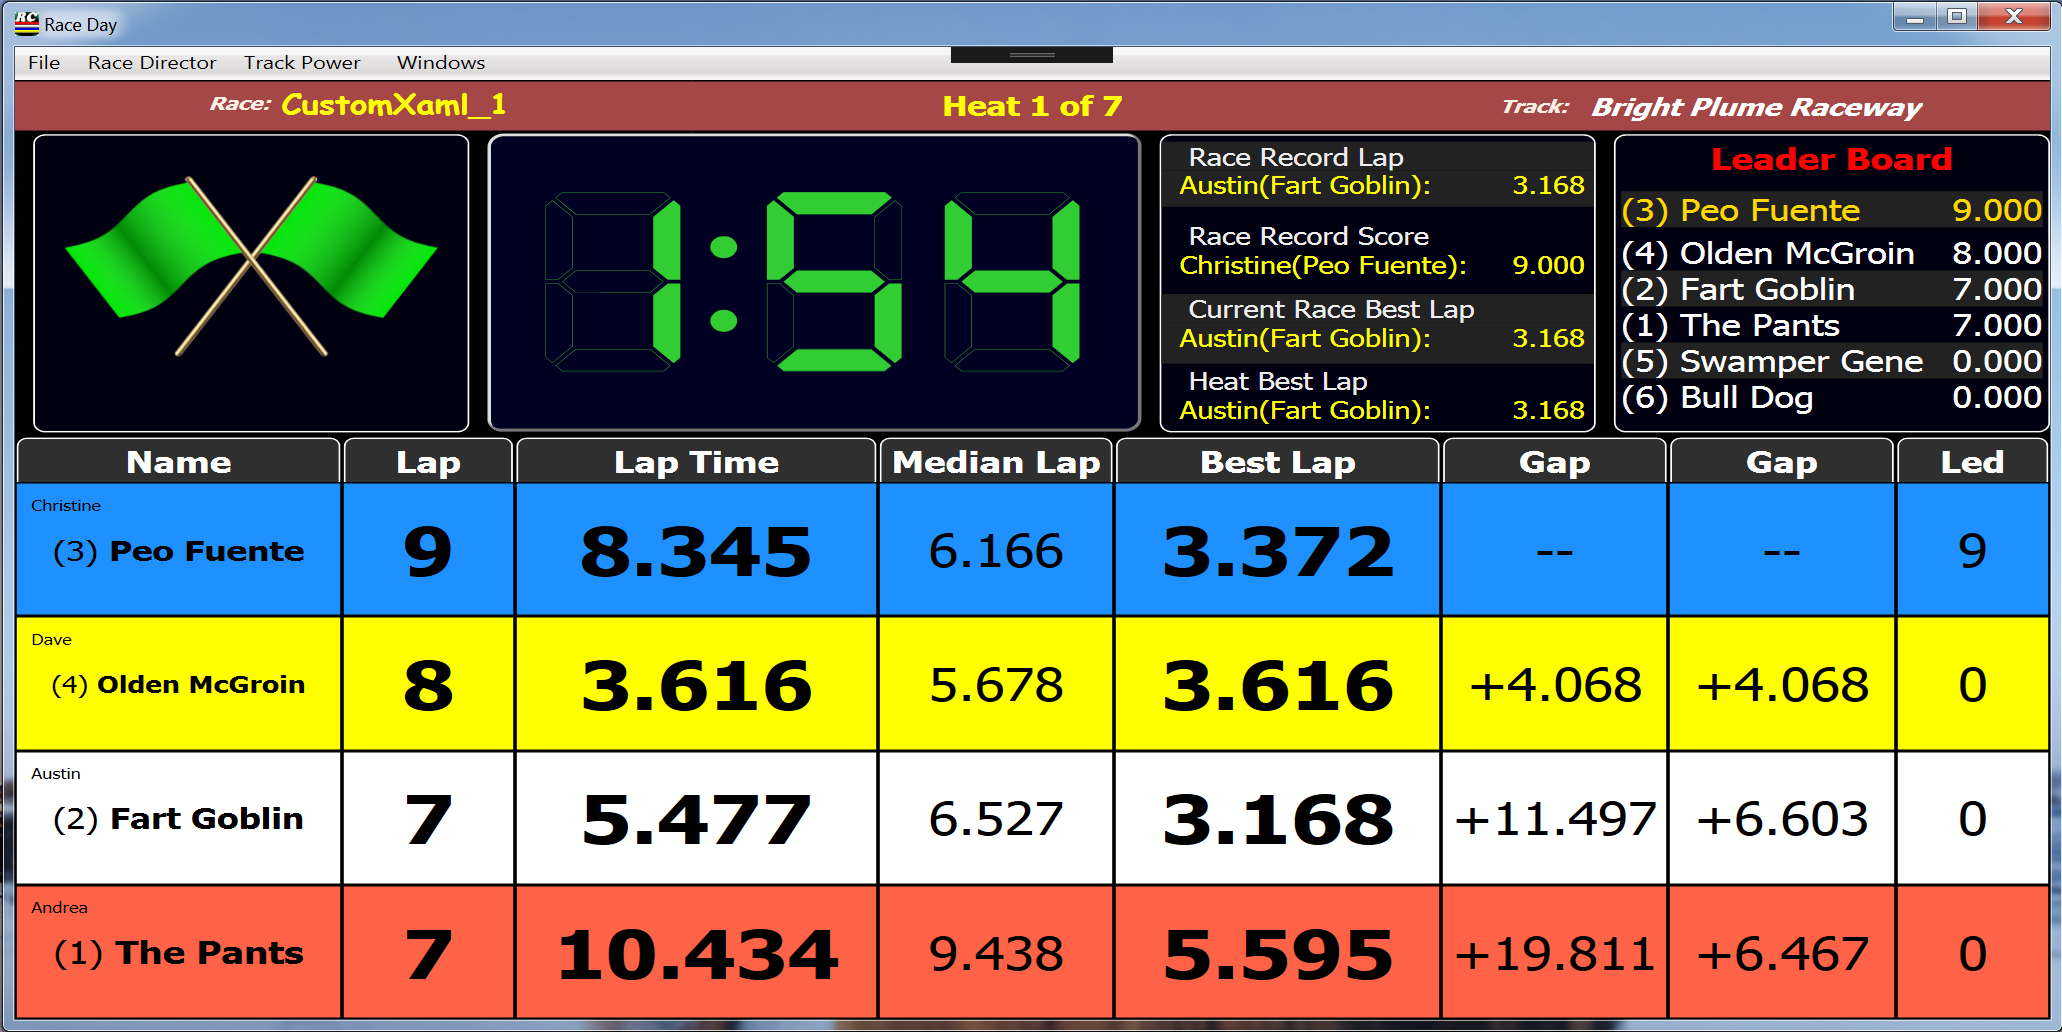 RC Race Day
File Race Director Track Power Windows
Race: CustomXaml_1 Heat 1 of 7 Track: Bright Plume Raceway
1:54
Race Record Lap
Austin(Fart Goblin): 3.168
Race Record Score
Christine(Peo Fuente): 9.000
Current Race Best Lap
Austin(Fart Goblin): 3.168
Heat Best Lap
Austin(Fart Goblin): 3.168
Leader Board
(3) Peo Fuente 9.000
(4) Olden McGroin 8.000
(2) Fart Goblin 7.000
(1) The Pants 7.000
(5) Swamper Gene 0.000
(6) Bull Dog 0.000
Name Lap Lap Time Median Lap Best Lap Gap Gap Led
Christine
(3) Peo Fuente 9 8.345 6.166 3.372 -- -- 9
Dave
(4) Olden McGroin 8 3.616 5.678 3.616 +4.068 +4.068 0
Austin
(2) Fart Goblin 7 5.477 6.527 3.168 +11.497 +6.603 0
Andrea
(1) The Pants 7 10.434 9.438 5.595 +19.811 +6.467 0